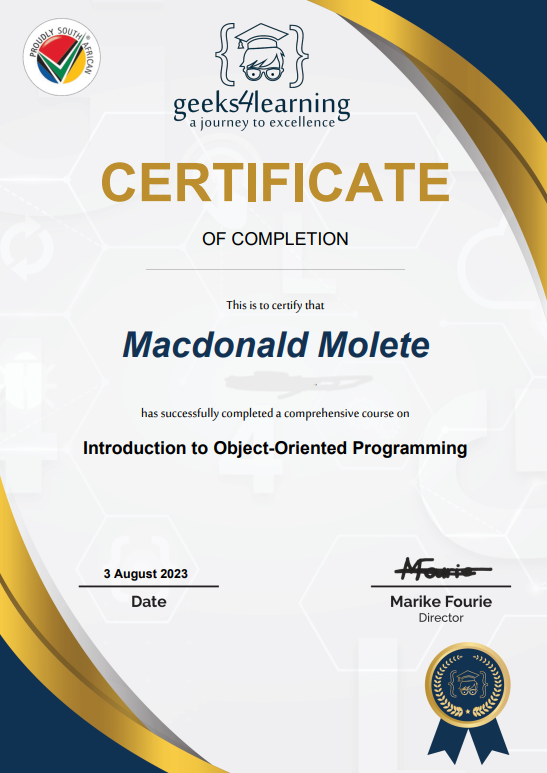 PROUDLY SOUTH AFRICAN
geeks4learning
a journey to excellence
CERTIFICATE
OF COMPLETION
This is to certify that
Macdonald Molete
has successfully completed a comprehensive course on
Introduction to Object-Oriented Programming
3 August 2023
Date
MFourie
Marike Fourie
Director